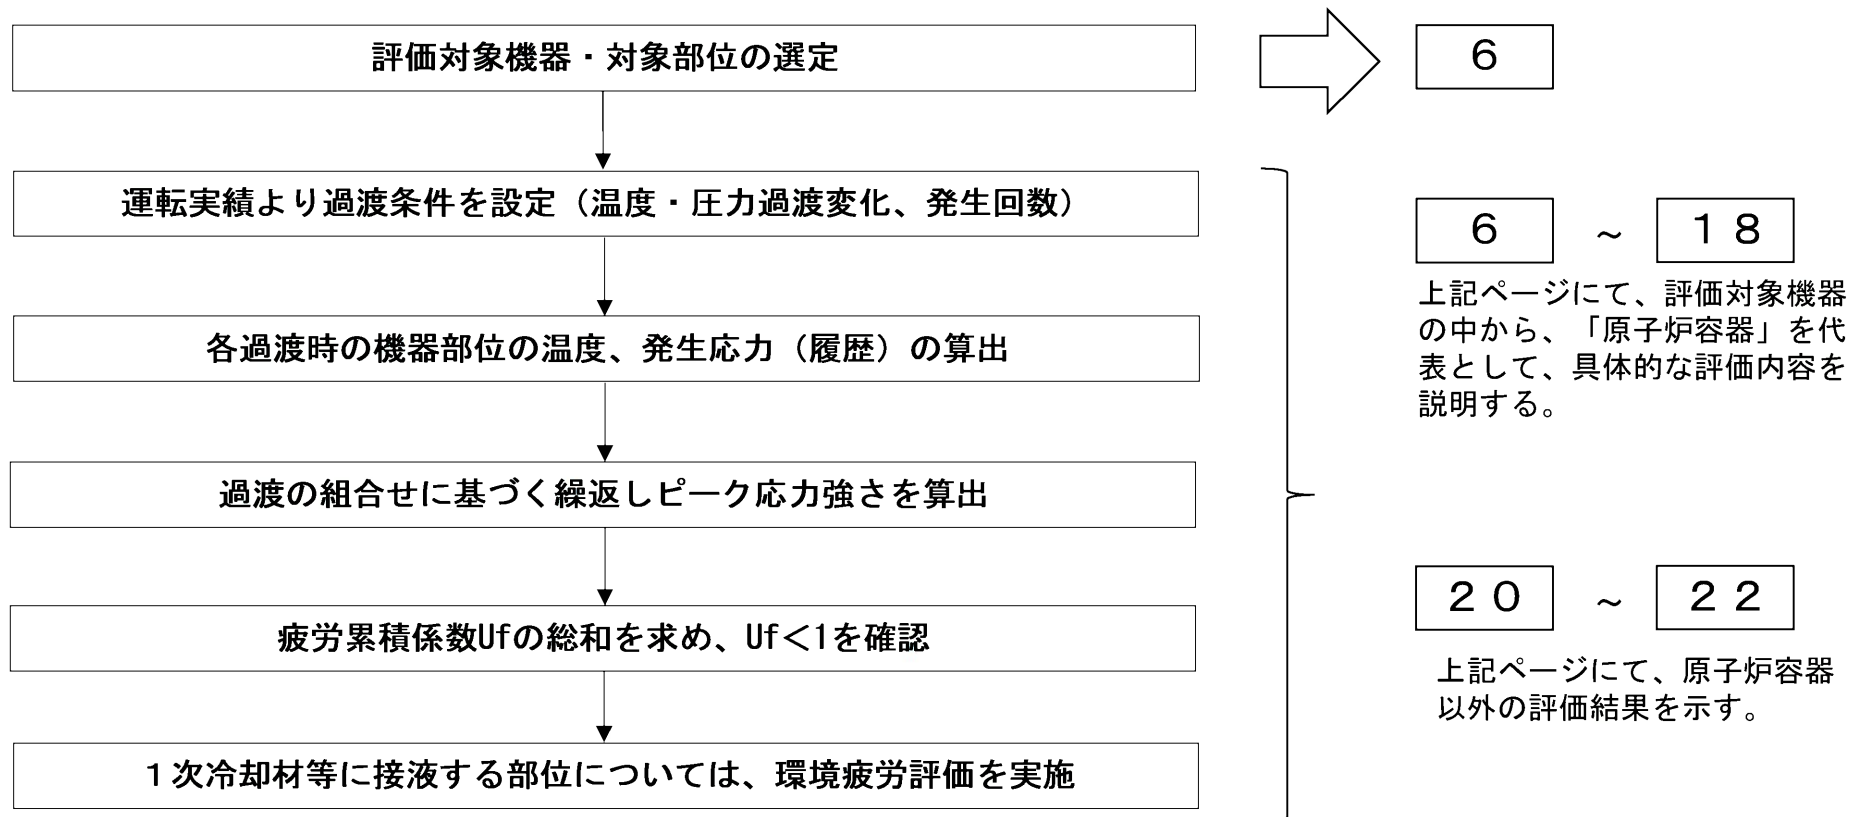 評価対象機器・対象部位の選定
６
運転実績より過渡条件を設定（温度・圧力過渡変化、発生回数）
６ ～ １８
上記ページにて、評価対象機器
の中から、「原子炉容器」を代
表として、具体的な評価内容を
説明する。
各過渡時の機器部位の温度、発生応力（履歴）の算出
過渡の組合せに基づく繰返しピーク応力強さを算出
疲労累積係数Ufの総和を求め、Uf＜1を確認
２０ ～ ２２
上記ページにて、原子炉容器
以外の評価結果を示す。
１次冷却材等に接液する部位については、環境疲労評価を実施